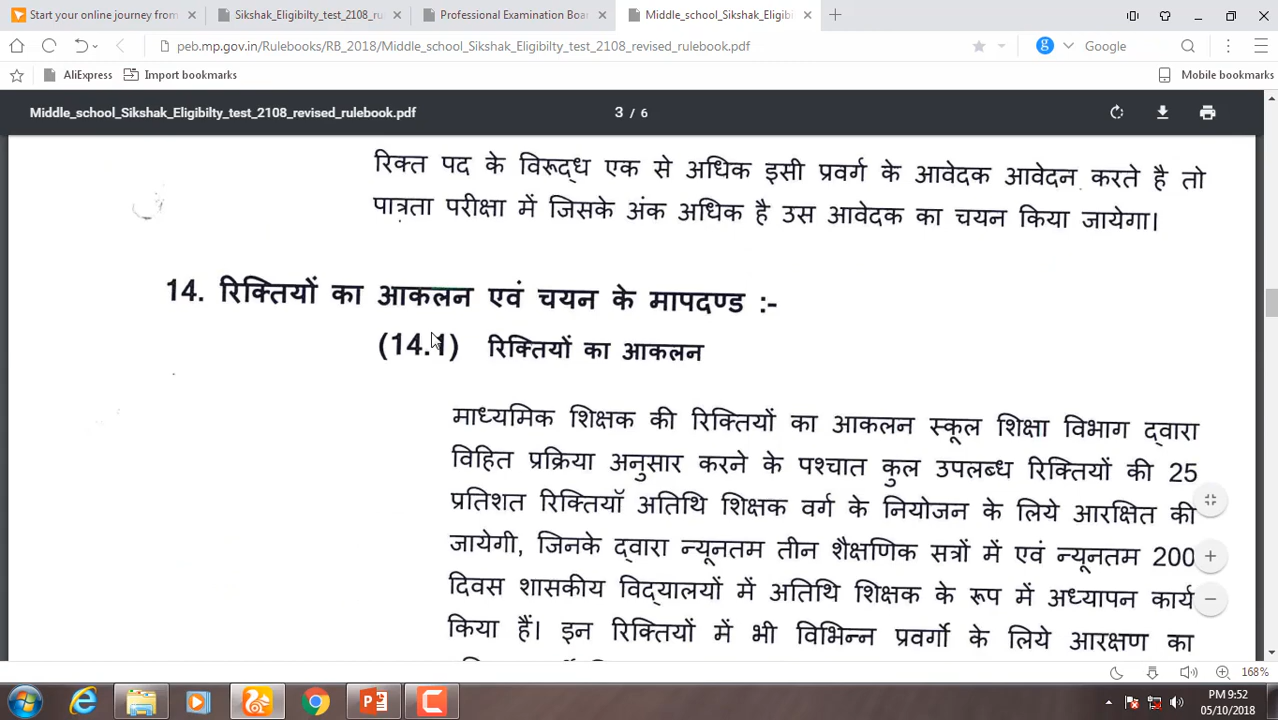 Start your online journey from
Sikshak_Eligibilty_test_2108_ru
Professional Examination Boar
Middle_school_Sikshak_Eligibi
peb.mp.gov.in/Rulebooks/RB_2018/Middle_school_Sikshak_Eligibilty_test_2108_revised_rulebook.pdf
g
Google
AliExpress
Import bookmarks
Mobile bookmarks
Middle_school_Sikshak_Eligibilty_test_2108_revised_rulebook.pdf
3 / 6
रिक्त पद के विरूद्ध एक से अधिक इसी प्रवर्ग के आवेदक आवेदन करते है तो
पात्रता परीक्षा में जिसके अंक अधिक है उस आवेदक का चयन किया जायेगा।
14. रिक्तियों का आकलन एवं चयन के मापदण्ड :-
(14.1) रिक्तियों का आकलन
माध्यमिक शिक्षक की रिक्तियों का आकलन स्कूल शिक्षा विभाग द्वारा
विहित प्रक्रिया अनुसार करने के पश्चात कुल उपलब्ध रिक्तियों की 25
प्रतिशत रिक्तियॉ अतिथि शिक्षक वर्ग के नियोजन के लिये आरक्षित की
जायेगी, जिनके द्वारा न्यूनतम तीन शैक्षणिक सत्रों में एवं न्यूनतम 200
दिवस शासकीय विद्यालयों में अतिथि शिक्षक के रूप में अध्यापन कार्य
किया हैं। इन रिक्तियों में भी विभिन्न प्रवर्गो के लिये आरक्षण का
168%
PM 9:52
05/10/2018